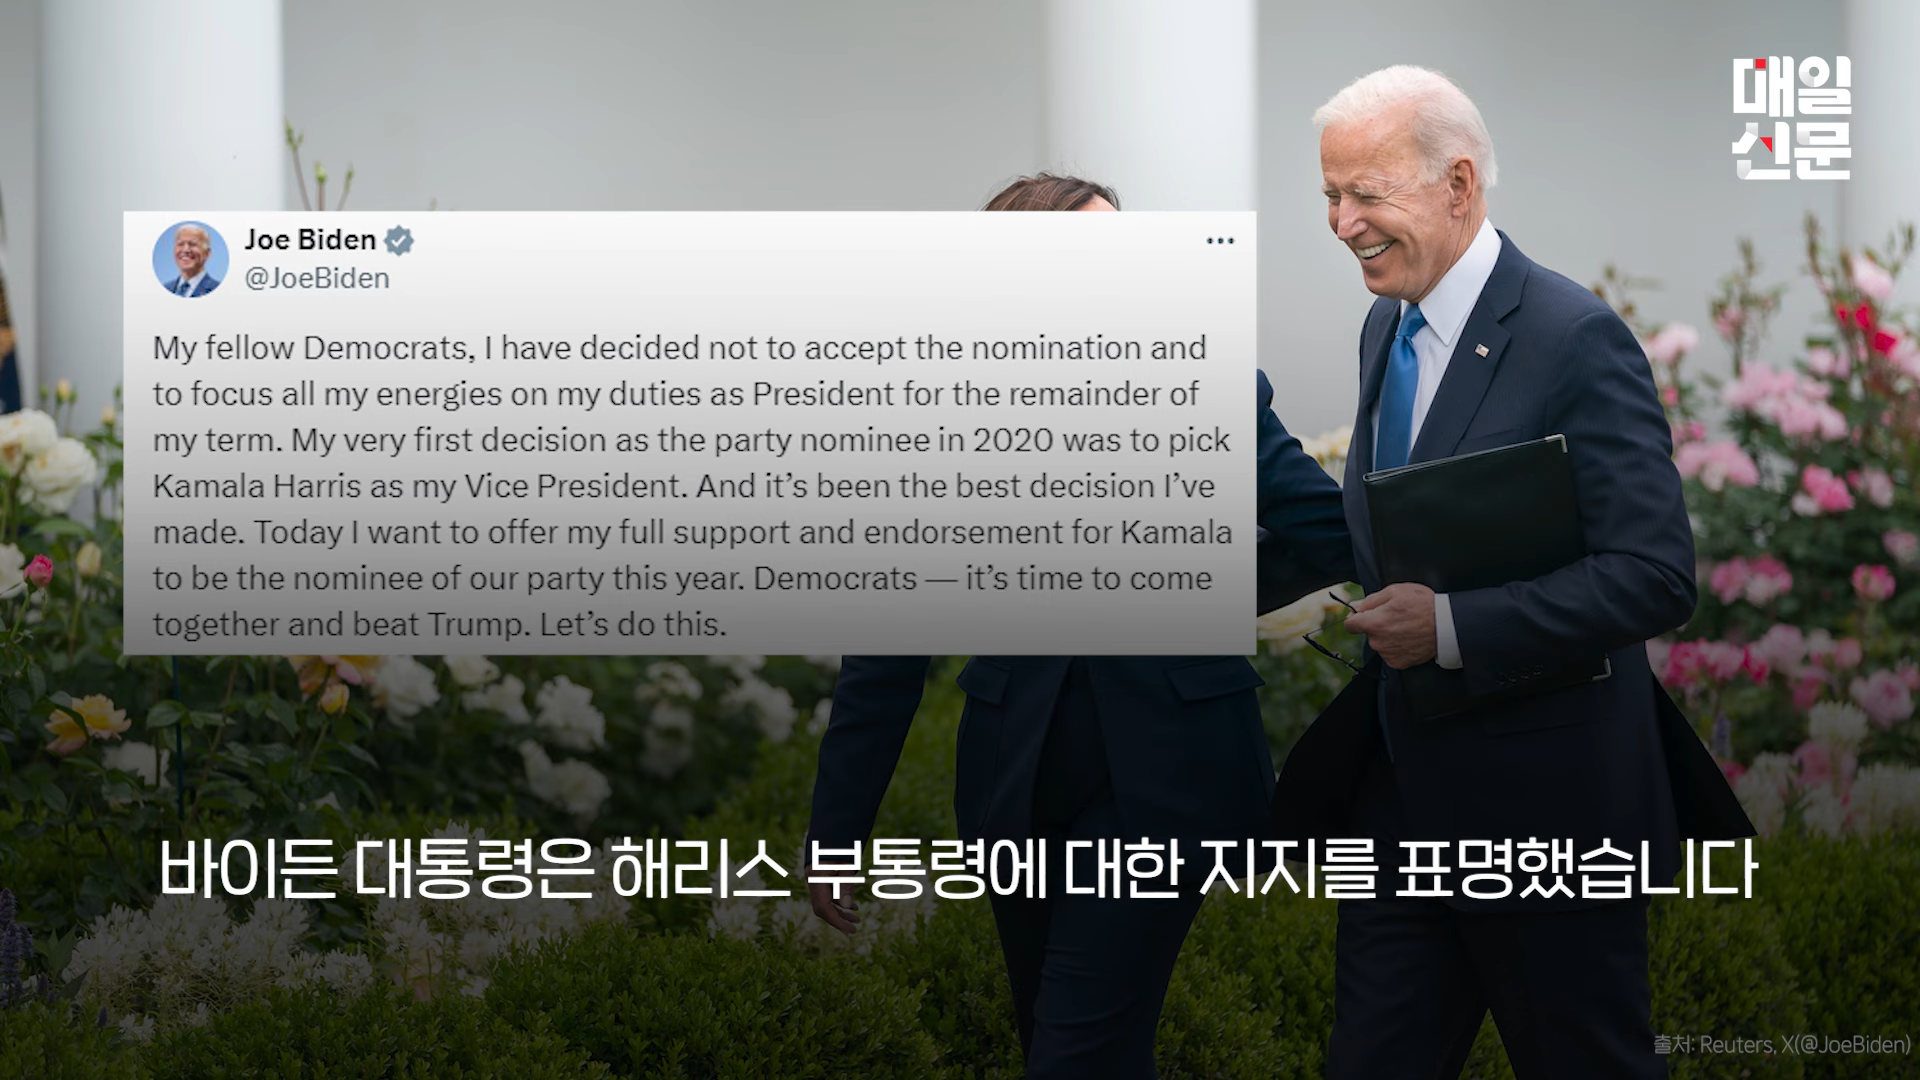 매일
신문
Joe Biden
@JoeBiden
My fellow Democrats, I have decided not to accept the nomination and
to focus all my energies on my duties as President for the remainder of
my term. My very first decision as the party nominee in 2020 was to pick
Kamala Harris as my Vice President. And it’s been the best decision I’ve
made. Today I want to offer my full support and endorsement for Kamala
to be the nominee of our party this year. Democrats — it’s time to come
together and beat Trump. Let’s do this.
바이든 대통령은 해리스 부통령에 대한 지지를 표명했습니다
출처: Reuters, X(@JoeBiden)